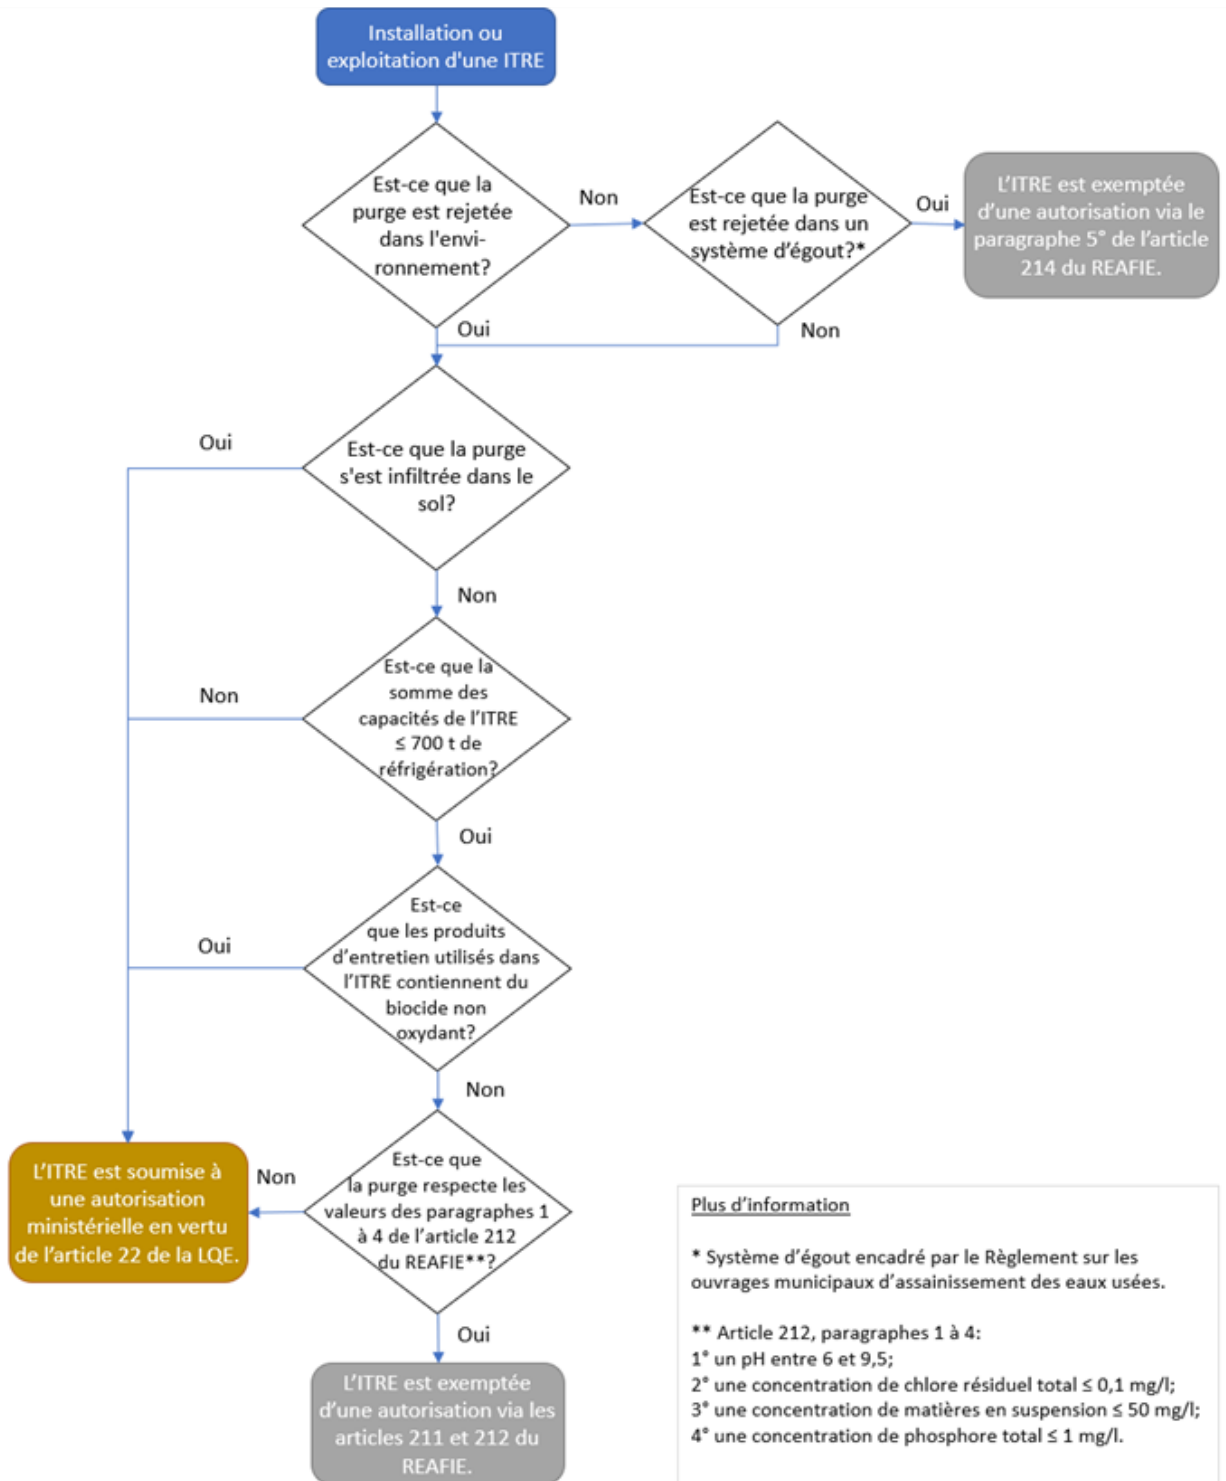 Installation ou
exploitation d'une ITRE
Est-ce que la
purge est rejetée
dans l'envi-
ronnement?
Non
Est-ce que la purge
est rejetée dans un
système d'égout?*
Oui
L'ITRE est exemptée
d'une autorisation via le
paragraphe 5° de l'article
214 du REAFIE.
Oui
Non
Est-ce que la purge
s'est infiltrée dans le
sol?
Oui
Non
Est-ce que la
somme des
capacités de l'ITRE
≤ 700 t de
réfrigération?
Non
Oui
Est-ce
que les produits
d'entretien utilisés dans
l'ITRE contiennent du
biocide non
oxydant?
Oui
Non
Est-ce que
la purge respecte les
valeurs des paragraphes 1
à 4 de l'article 212
du REAFIE**?
Non
L'ITRE est soumise à
une autorisation
ministérielle en vertu
de l'article 22 de la LQE.
Oui
L'ITRE est exemptée
d'une autorisation via les
articles 211 et 212 du
REAFIE.
Plus d'information
* Système d'égout encadré par le Règlement sur les
ouvrages municipaux d'assainissement des eaux usées.
** Article 212, paragraphes 1 à 4:
1° un pH entre 6 et 9,5;
2° une concentration de chlore résiduel total ≤ 0,1 mg/l;
3° une concentration de matières en suspension ≤ 50 mg/l;
4° une concentration de phosphore total ≤ 1 mg/l.